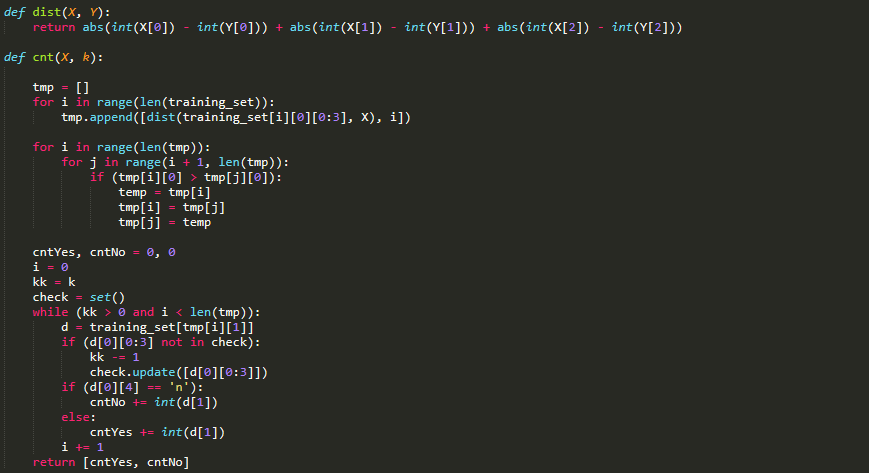 def dist(X, Y):
    return abs(int(X[0]) - int(Y[0])) + abs(int(X[1]) - int(Y[1])) + abs(int(X[2]) - int(Y[2]))
def cnt(X, k):
    tmp = []
    for i in range(len(training_set)):
        tmp.append([dist(training_set[i][0][0:3], X), i])
    for i in range(len(tmp)):
        for j in range(i + 1, len(tmp)):
            if (tmp[i][0] > tmp[j][0]):
                temp = tmp[i]
                tmp[i] = tmp[j]
                tmp[j] = temp
    cntYes, cntNo = 0, 0
    i = 0
    kk = k
    check = set()
    while (kk > 0 and i < len(tmp)):
        d = training_set[tmp[i][1]]
        if (d[0][0:3] not in check):
            kk -= 1
            check.update([d[0][0:3]])
        if (d[0][4] == 'n'):
            cntNo += int(d[1])
        else:
            cntYes += int(d[1])
        i += 1
    return [cntYes, cntNo]